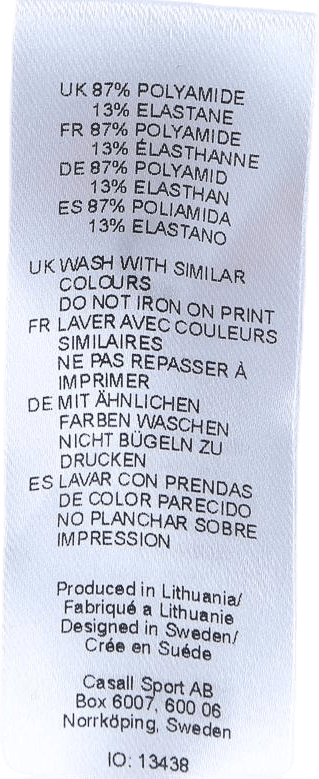 UK 87% POLYAMIDE
13% ELASTANE
FR 87% POLYAMIDE
13% ÉLASTHANNE
DE 87% POLYAMID
13% ELASTHAN
ES 87% POLIAMIDA
13% ELASTANO
UK WASH WITH SIMILAR
COLOURS
DO NOT IRON ON PRINT
FR LAVER AVEC COULEURS
SIMILAIRES
NE PAS REPASSER À
IMPRIMER
DE MIT ÄHNLICHEN
FARBEN WASCHEN
NICHT BÜGELN ZU
DRUCKEN
ES LAVAR CON PRENDAS
DE COLOR PARECIDO
NO PLANCHAR SOBRE
IMPRESSION
Produced in Lithuania/
Fabriqué a Lithuanie
Designed in Sweden/
Crée en Suéde
Casall Sport AB
Box 6007, 600 06
Norrköping, Sweden
IO: 13438